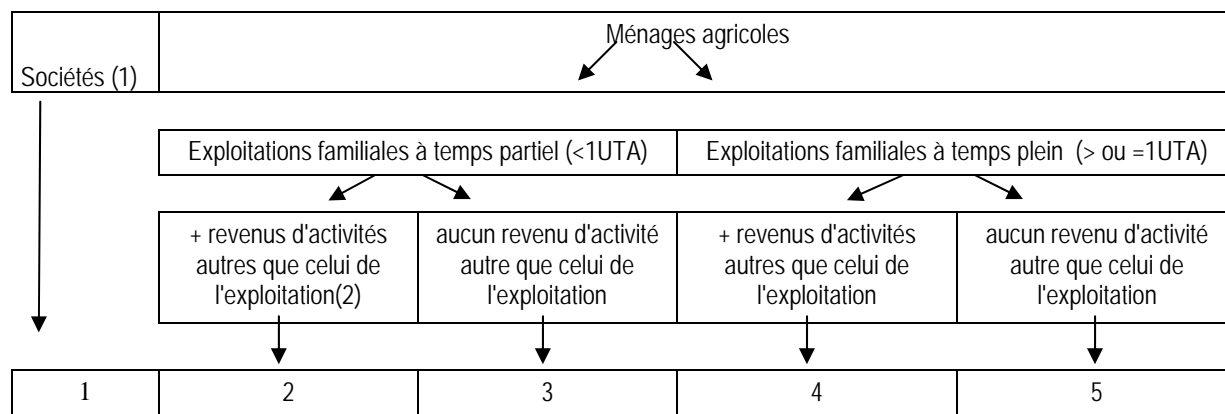 Ménages agricoles
Sociétés (1)
Exploitations familiales à temps partiel (<1UTA)
Exploitations familiales à temps plein (> ou =1UTA)
+ revenus d'activités
autres que celui de
l'exploitation(2)
aucun revenu d'activité
autre que celui de
l'exploitation
+ revenus d'activités
autres que celui de
l'exploitation
aucun revenu d'activité
autre que celui de
l'exploitation
1
2
3
4
5